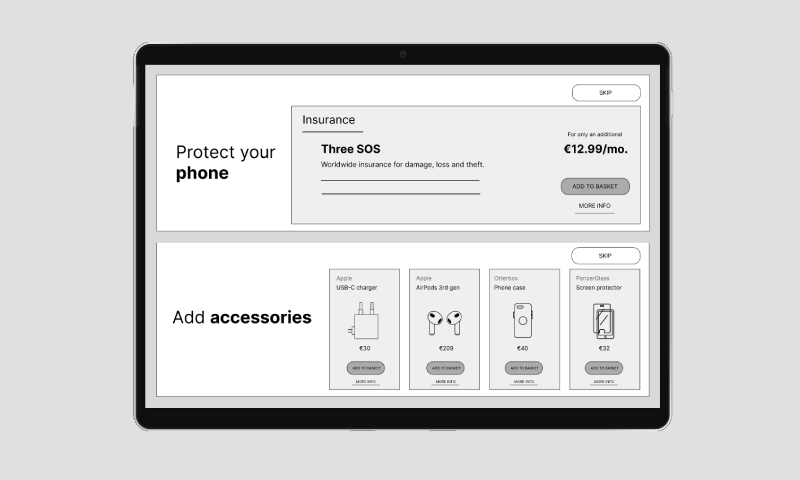 SKIP
Protect your
phone
Insurance
Three SOS
Worldwide insurance for damage, loss and theft.
For only an additional
€12.99/mo.
ADD TO BASKET
MORE INFO
SKIP
Add accessories
Apple
USB-C charger
€30
ADD TO BASKET
MORE INFO
Apple
AirPods 3rd gen
€209
ADD TO BASKET
MORE INFO
Otterbox
Phone case
€40
ADD TO BASKET
MORE INFO
PanzerGlass
Screen protector
€32
ADD TO BASKET
MORE INFO